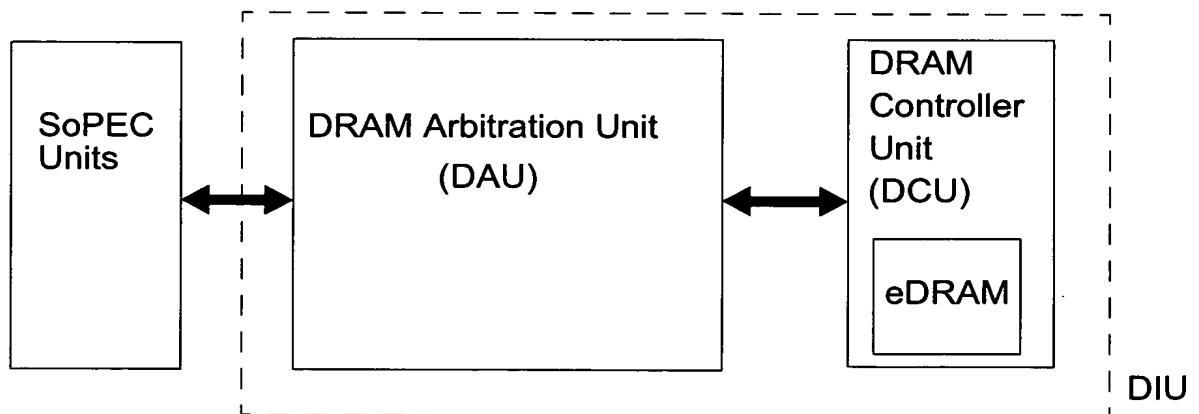 SoPEC
Units
DRAM Arbitration Unit
(DAU)
DRAM
Controller
Unit
(DCU)
eDRAM
DIU